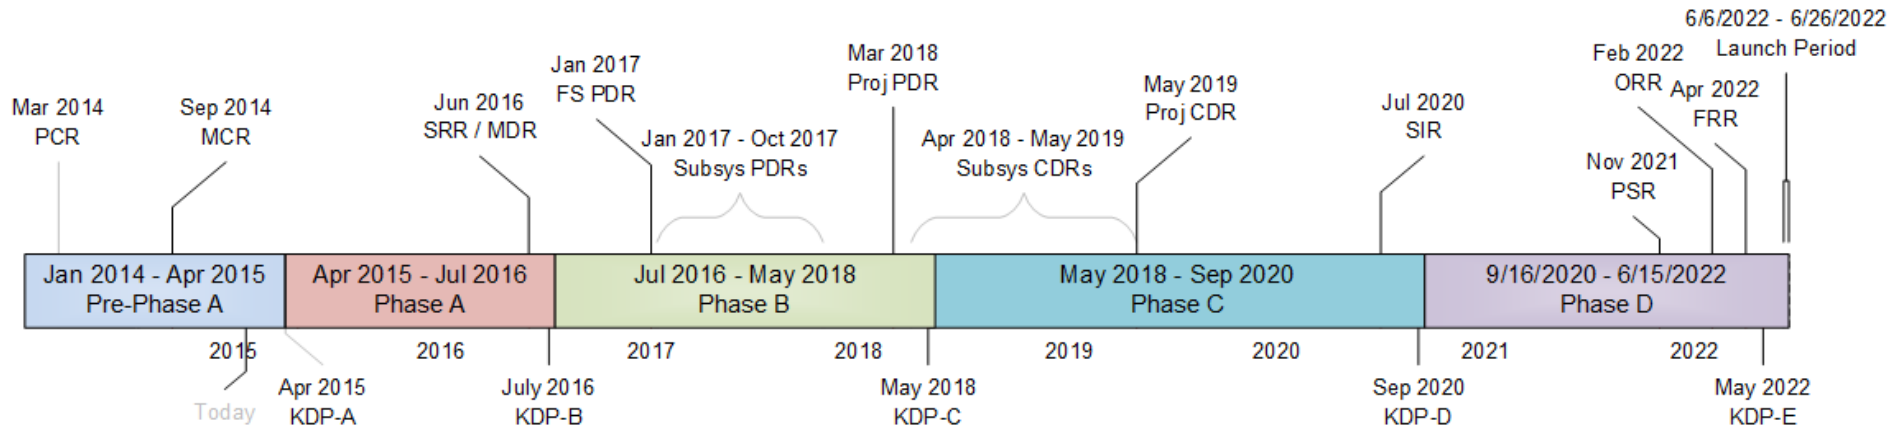 6/6/2022 - 6/26/2022
Launch Period
Feb 2022
ORR
Mar 2018
Proj PDR
Jan 2017
FS PDR
May 2019
Proj CDR
Apr 2022
FRR
Jul 2020
SIR
Jun 2016
SRR / MDR
Mar 2014
PCR
Sep 2014
MCR
Jan 2017 - Oct 2017
Subsys PDRs
Apr 2018 - May 2019
Subsys CDRs
Nov 2021
PSR
Jan 2014 - Apr 2015
Pre-Phase A
Apr 2015 - Jul 2016
Phase A
Jul 2016 - May 2018
Phase B
May 2018 - Sep 2020
Phase C
9/16/2020 - 6/15/2022
Phase D
2015
2016
2017
2018
2019
2020
2021
2022
Today
Apr 2015
KDP-A
July 2016
KDP-B
May 2018
KDP-C
Sep 2020
KDP-D
May 2022
KDP-E